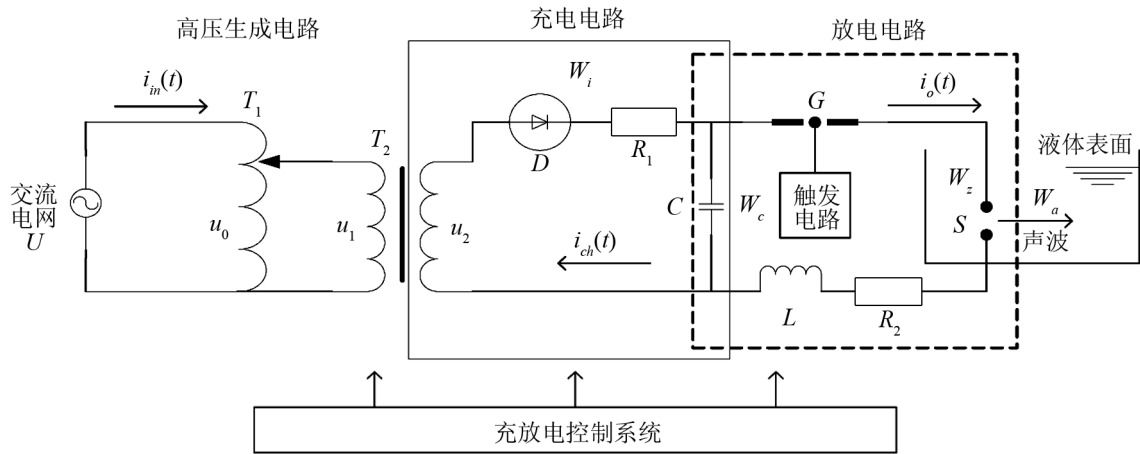 高压生成电路
充电电路
放电电路
i_in(t)
T_1
T_2
W_i
D
R_1
G
i_o(t)
液体表面
交流
电网
U
u_0
u_1
u_2
C
W_c
触发
电路
W_z
S
W_a
声波
i_ch(t)
L
R_2
充放电控制系统